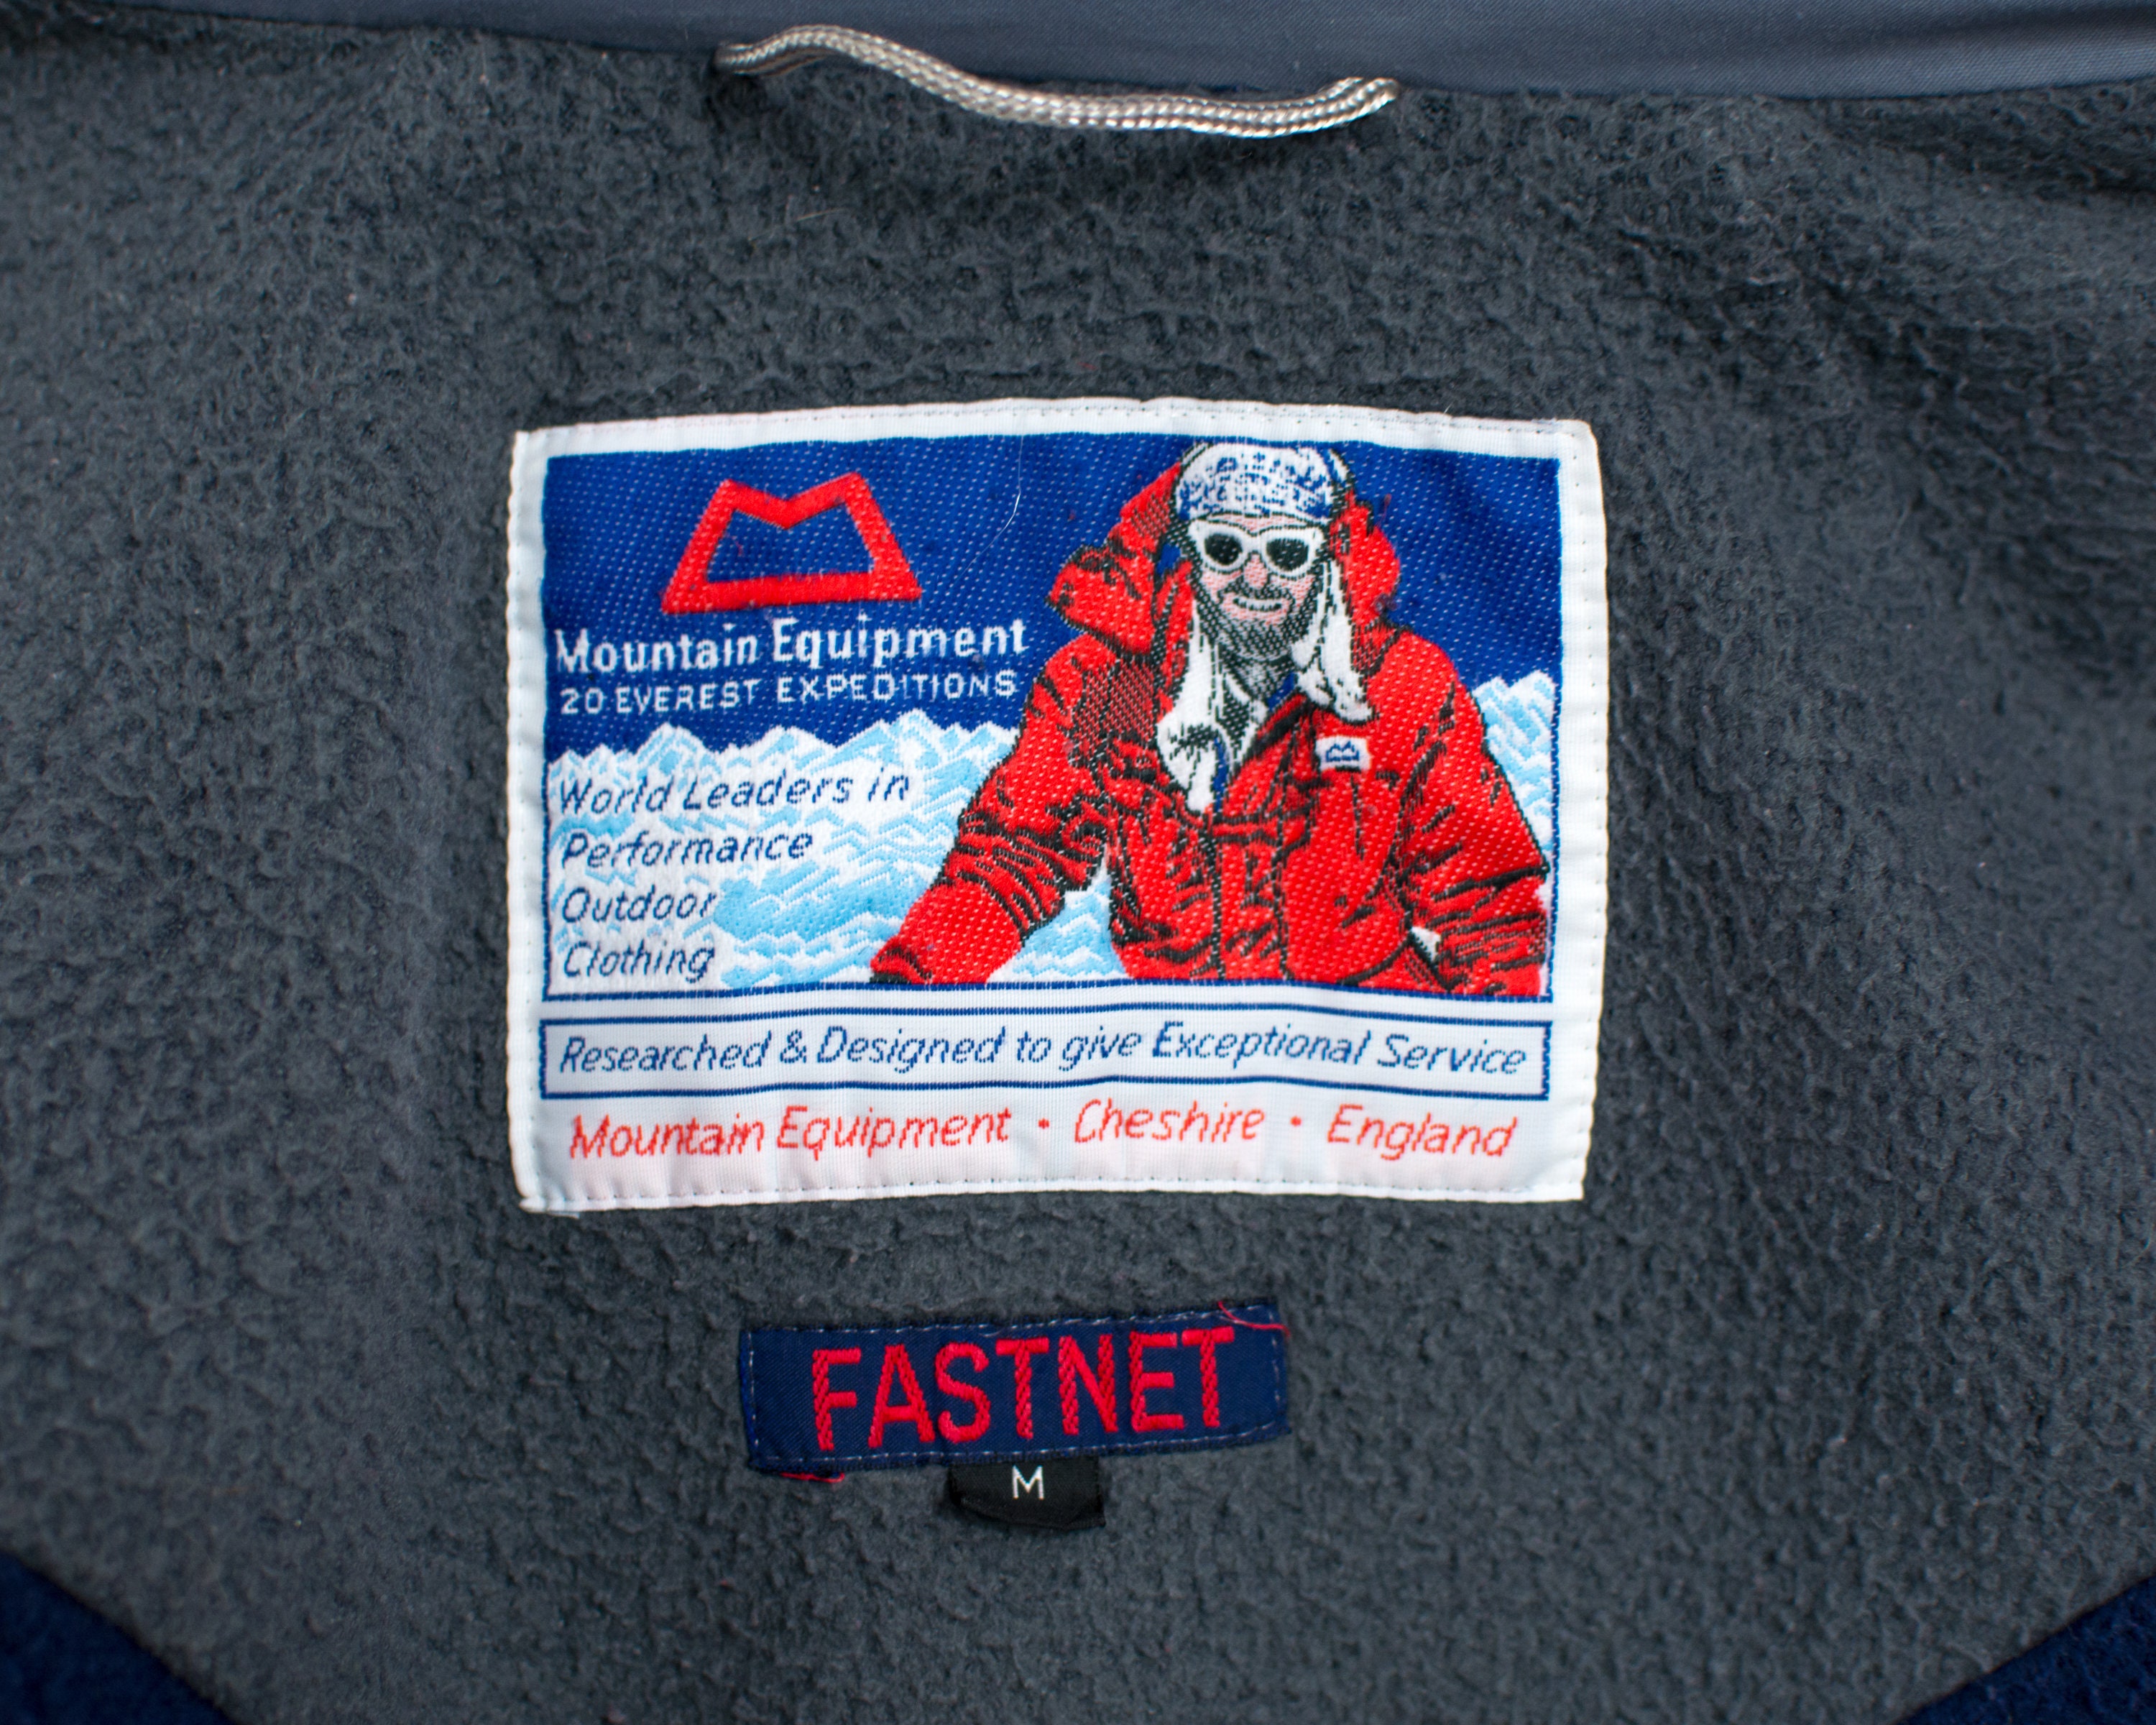 Mountain Equipment
20 EVEREST EXPEDITIONS
World Leaders in
Performance
Outdoor
Clothing
Researched & Designed to give Exceptional Service
Mountain Equipment • Cheshire • England
FASTNET
M